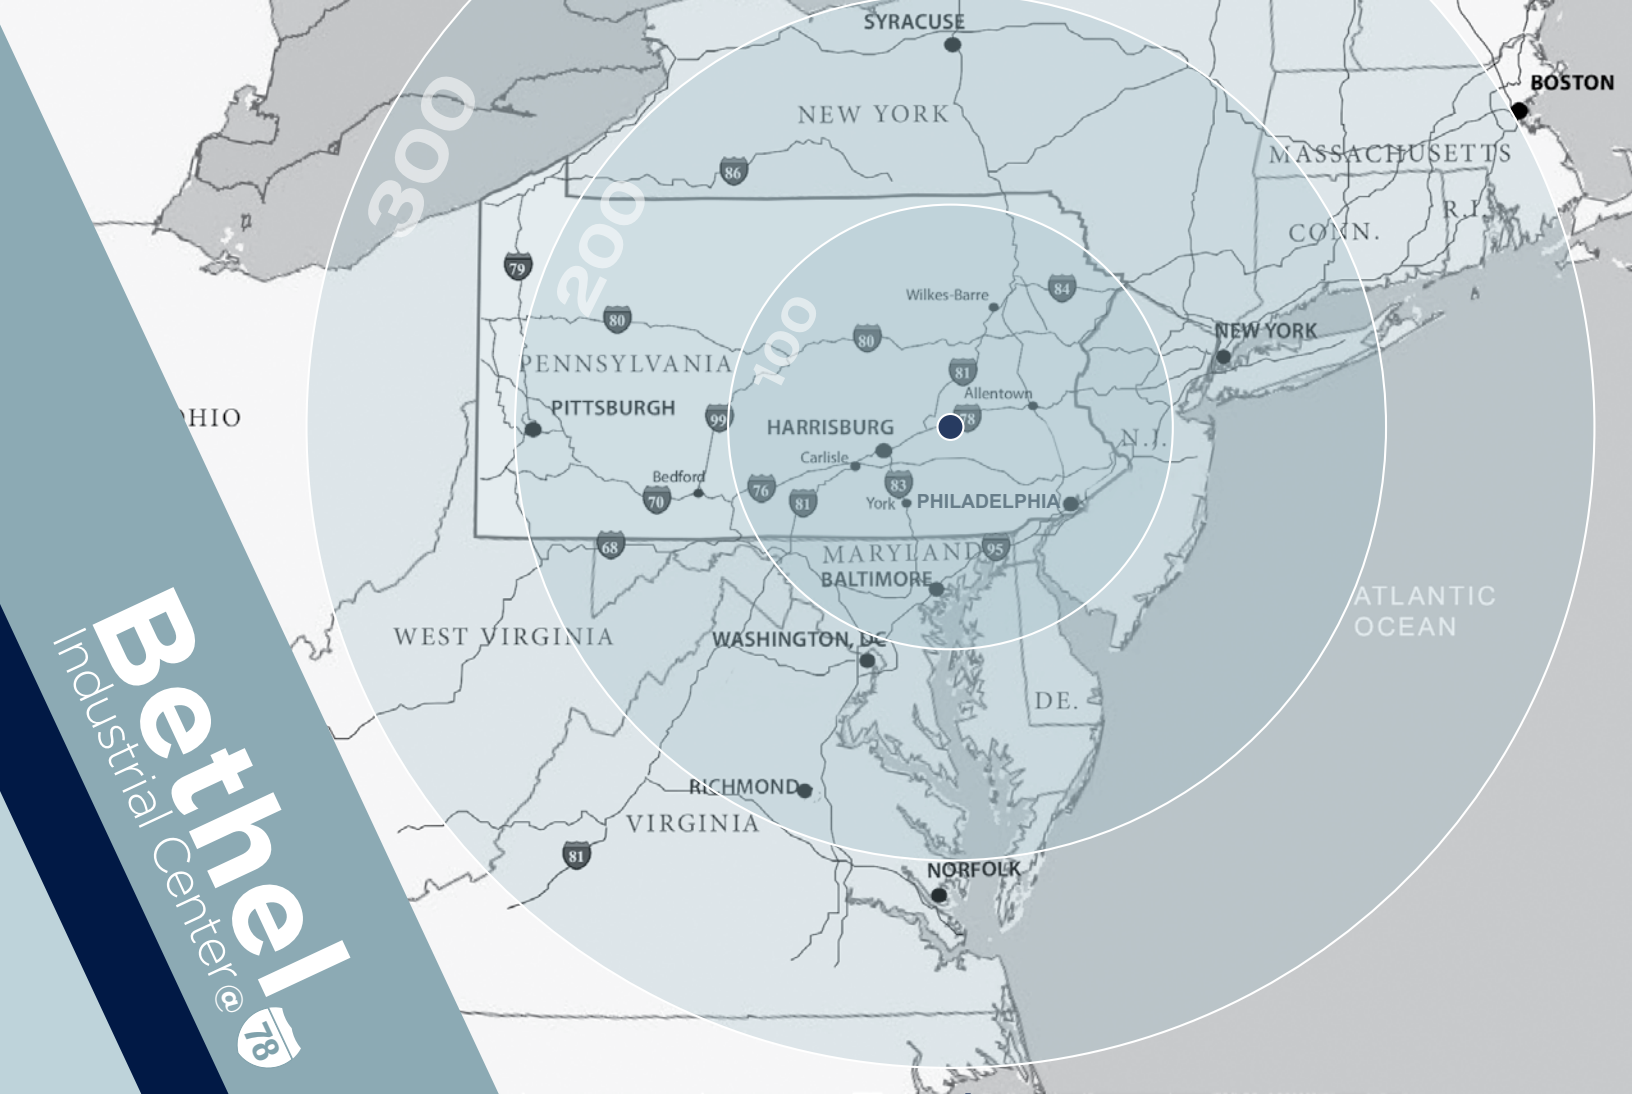 SYRACUSE
BOSTON
NEW YORK
MASSACHUSETTS
300
86
200
R.I.
CONN.
79
84
Wilkes-Barre
100
80
80
NEW YORK
PENNSYLVANIA
81
Allentown
PITTSBURGH
99
78
HARRISBURG
N.J.
Carlisle
Bedford
70
76
81
83
York
PHILADELPHIA
68
MARYLAND
95
BALTIMORE
ATLANTIC
OCEAN
WEST VIRGINIA
WASHINGTON, DC
DE.
RICHMOND
VIRGINIA
81
NORFOLK
Bethel
Industrial Center @
78